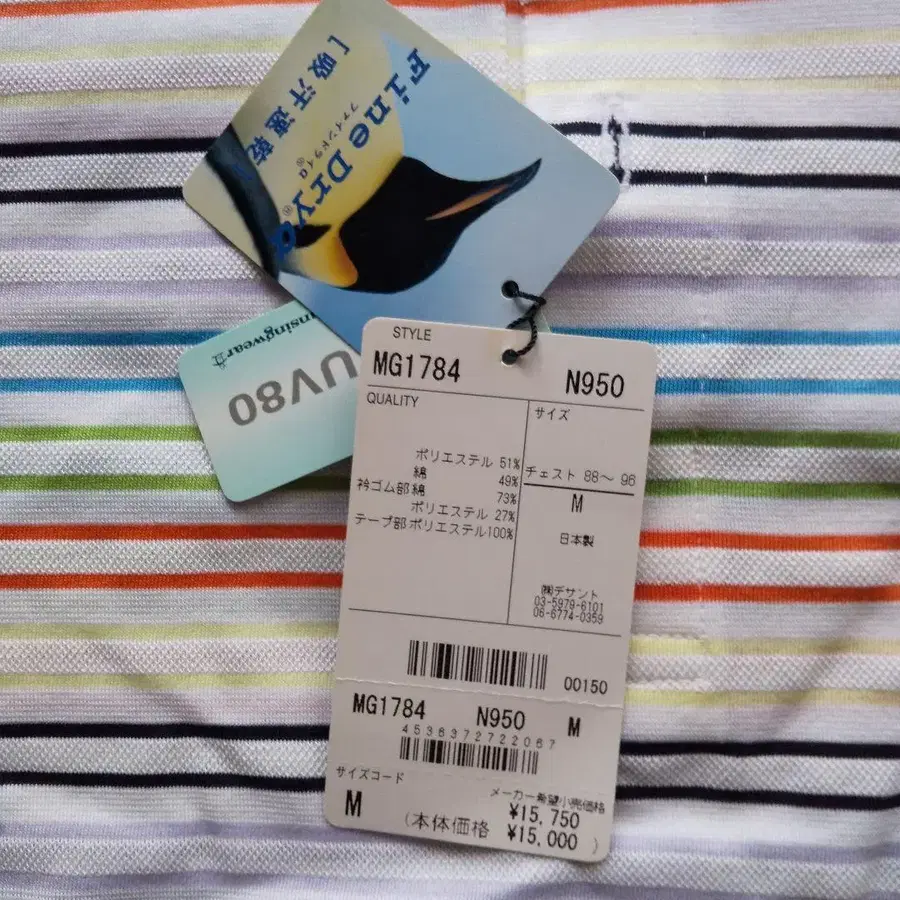 Fine Dryα®
ファインドライα®
[吸汗速乾]
nsingwear
UV80
STYLE
MG1784 N950
QUALITY
サイズ
ポリエステル 51%
綿 49%
衿ゴム部 綿 73%
ポリエステル 27%
テープ部 ポリエステル100%
チェスト 88～ 96
M
日本製
㈱デサント
03-5979-6101
06-6774-0359
00150
MG1784 N950 M
4536372722067
サイズコード
M
メーカー希望小売価格
¥15,750
(本体価格 ¥15,000 )